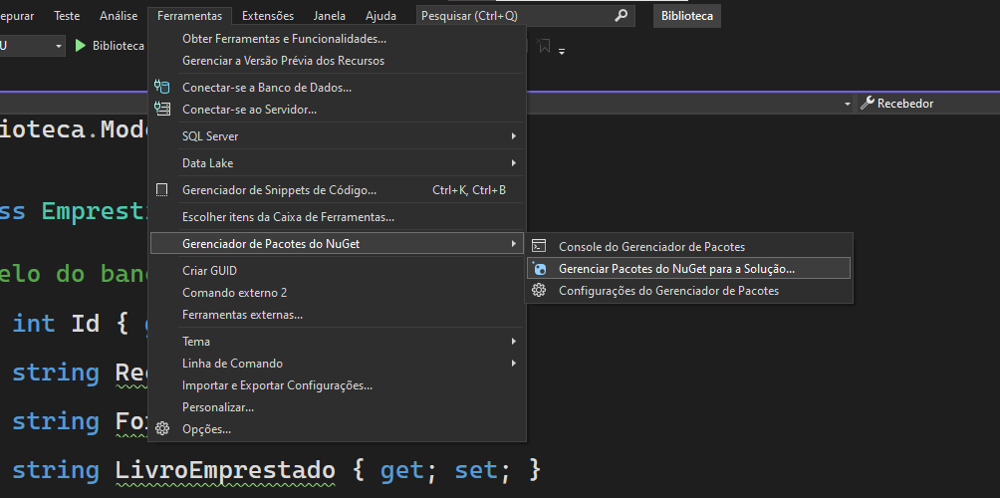 epurar Teste Análise Ferramentas Extensões Janela Ajuda Pesquisar (Ctrl+Q) Biblioteca
U Biblioteca
Obter Ferramentas e Funcionalidades...
Gerenciar a Versão Prévia dos Recursos
Conectar-se a Banco de Dados...
Conectar-se ao Servidor...
Recebedor
SQL Server
Data Lake
Gerenciador de Snippets de Código... Ctrl+K, Ctrl+B
Escolher itens da Caixa de Ferramentas...
Gerenciador de Pacotes do NuGet
Console do Gerenciador de Pacotes
Gerenciar Pacotes do NuGet para a Solução...
Configurações do Gerenciador de Pacotes
Criar GUID
Comando externo 2
Ferramentas externas...
Tema
Linha de Comando
Importar e Exportar Configurações...
Personalizar...
Opções...
ioteca.Mode
ss Emprest
elo do ban
int Id { g
string Re
string Fo
string LivroEmprestado { get; set; }